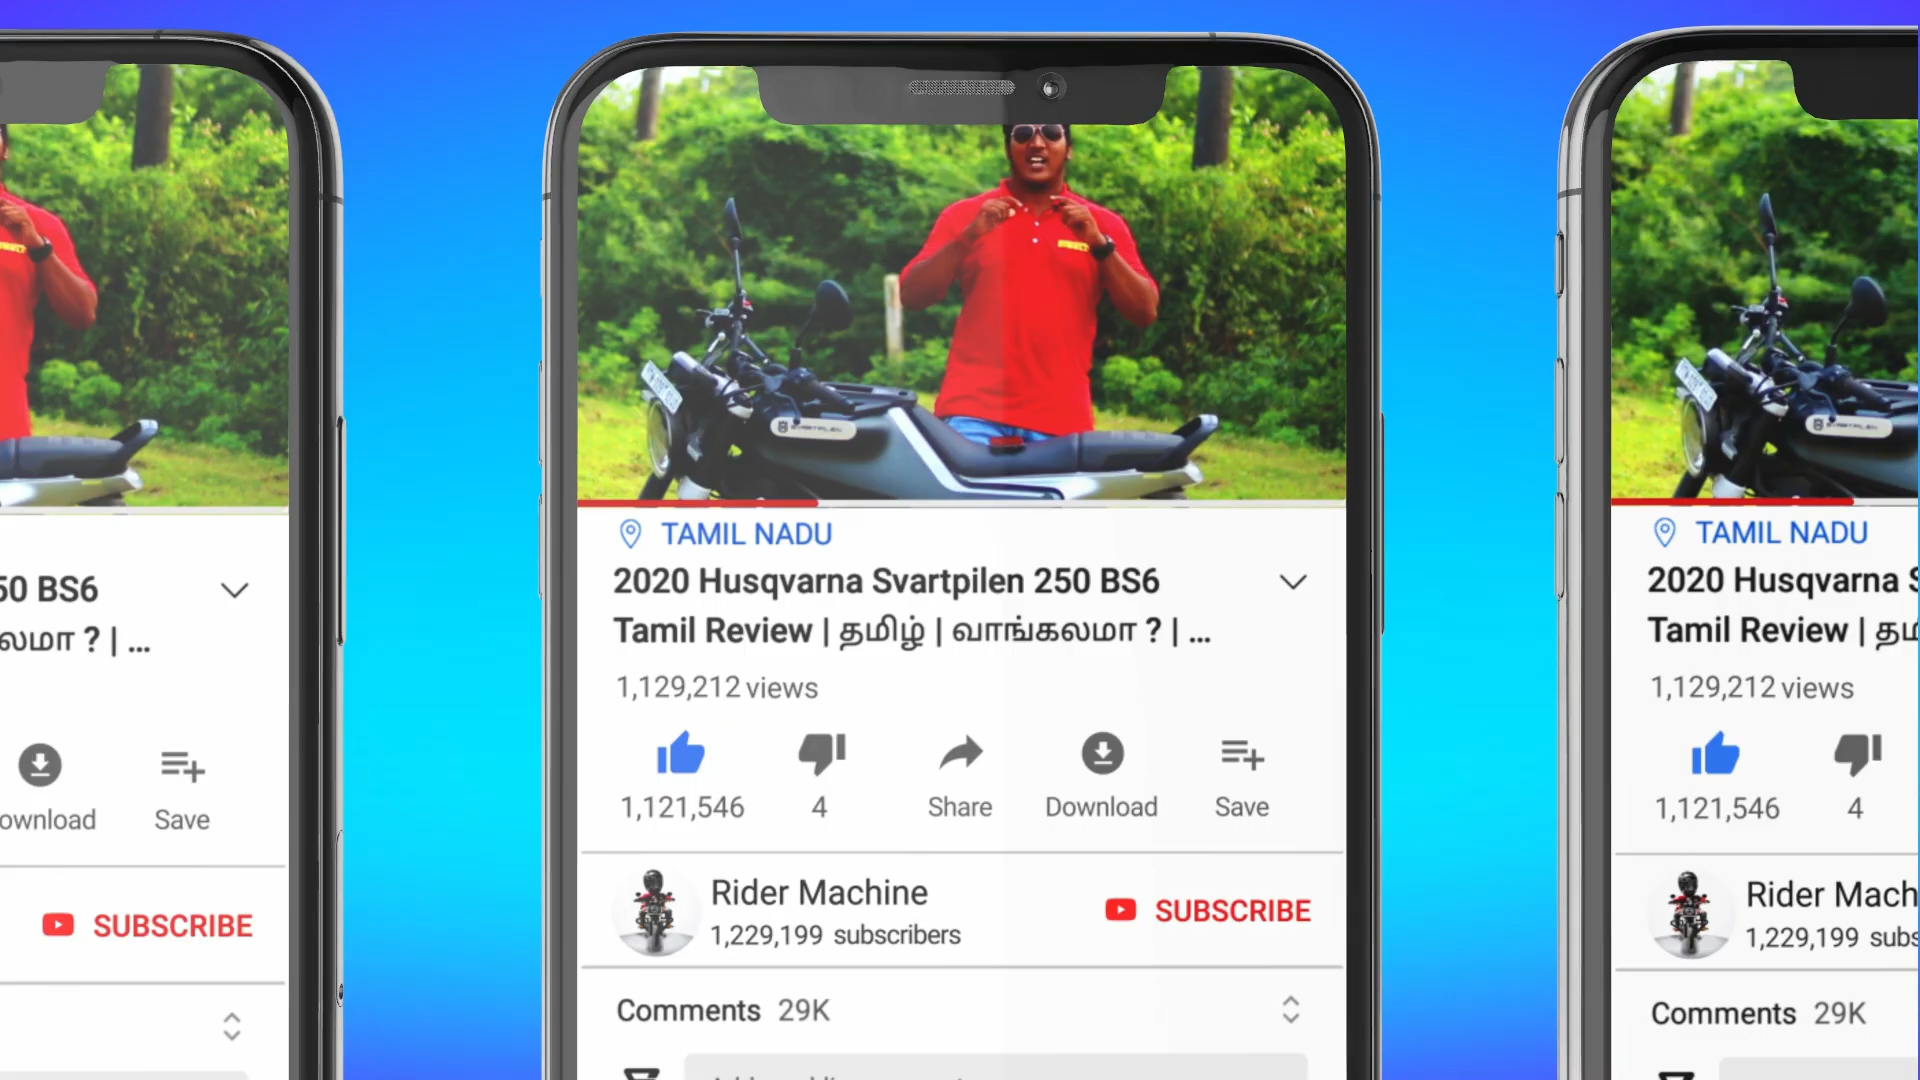 TAMIL NADU
2020 Husqvarna Svartpilen 250 BS6
Tamil Review | தமிழ் | வாங்கலமா ? | ...
1,129,212 views
1,121,546
4
Share
Download
Save
Rider Machine
1,229,199 subscribers
SUBSCRIBE
Comments 29K
50 BS6
லமா ? | ...
ownload
Save
SUBSCRIBE
TAMIL NADU
2020 Husqvarna S
Tamil Review | தமி
1,129,212 views
1,121,546
4
Rider Mach
1,229,199 subs
Comments 29K